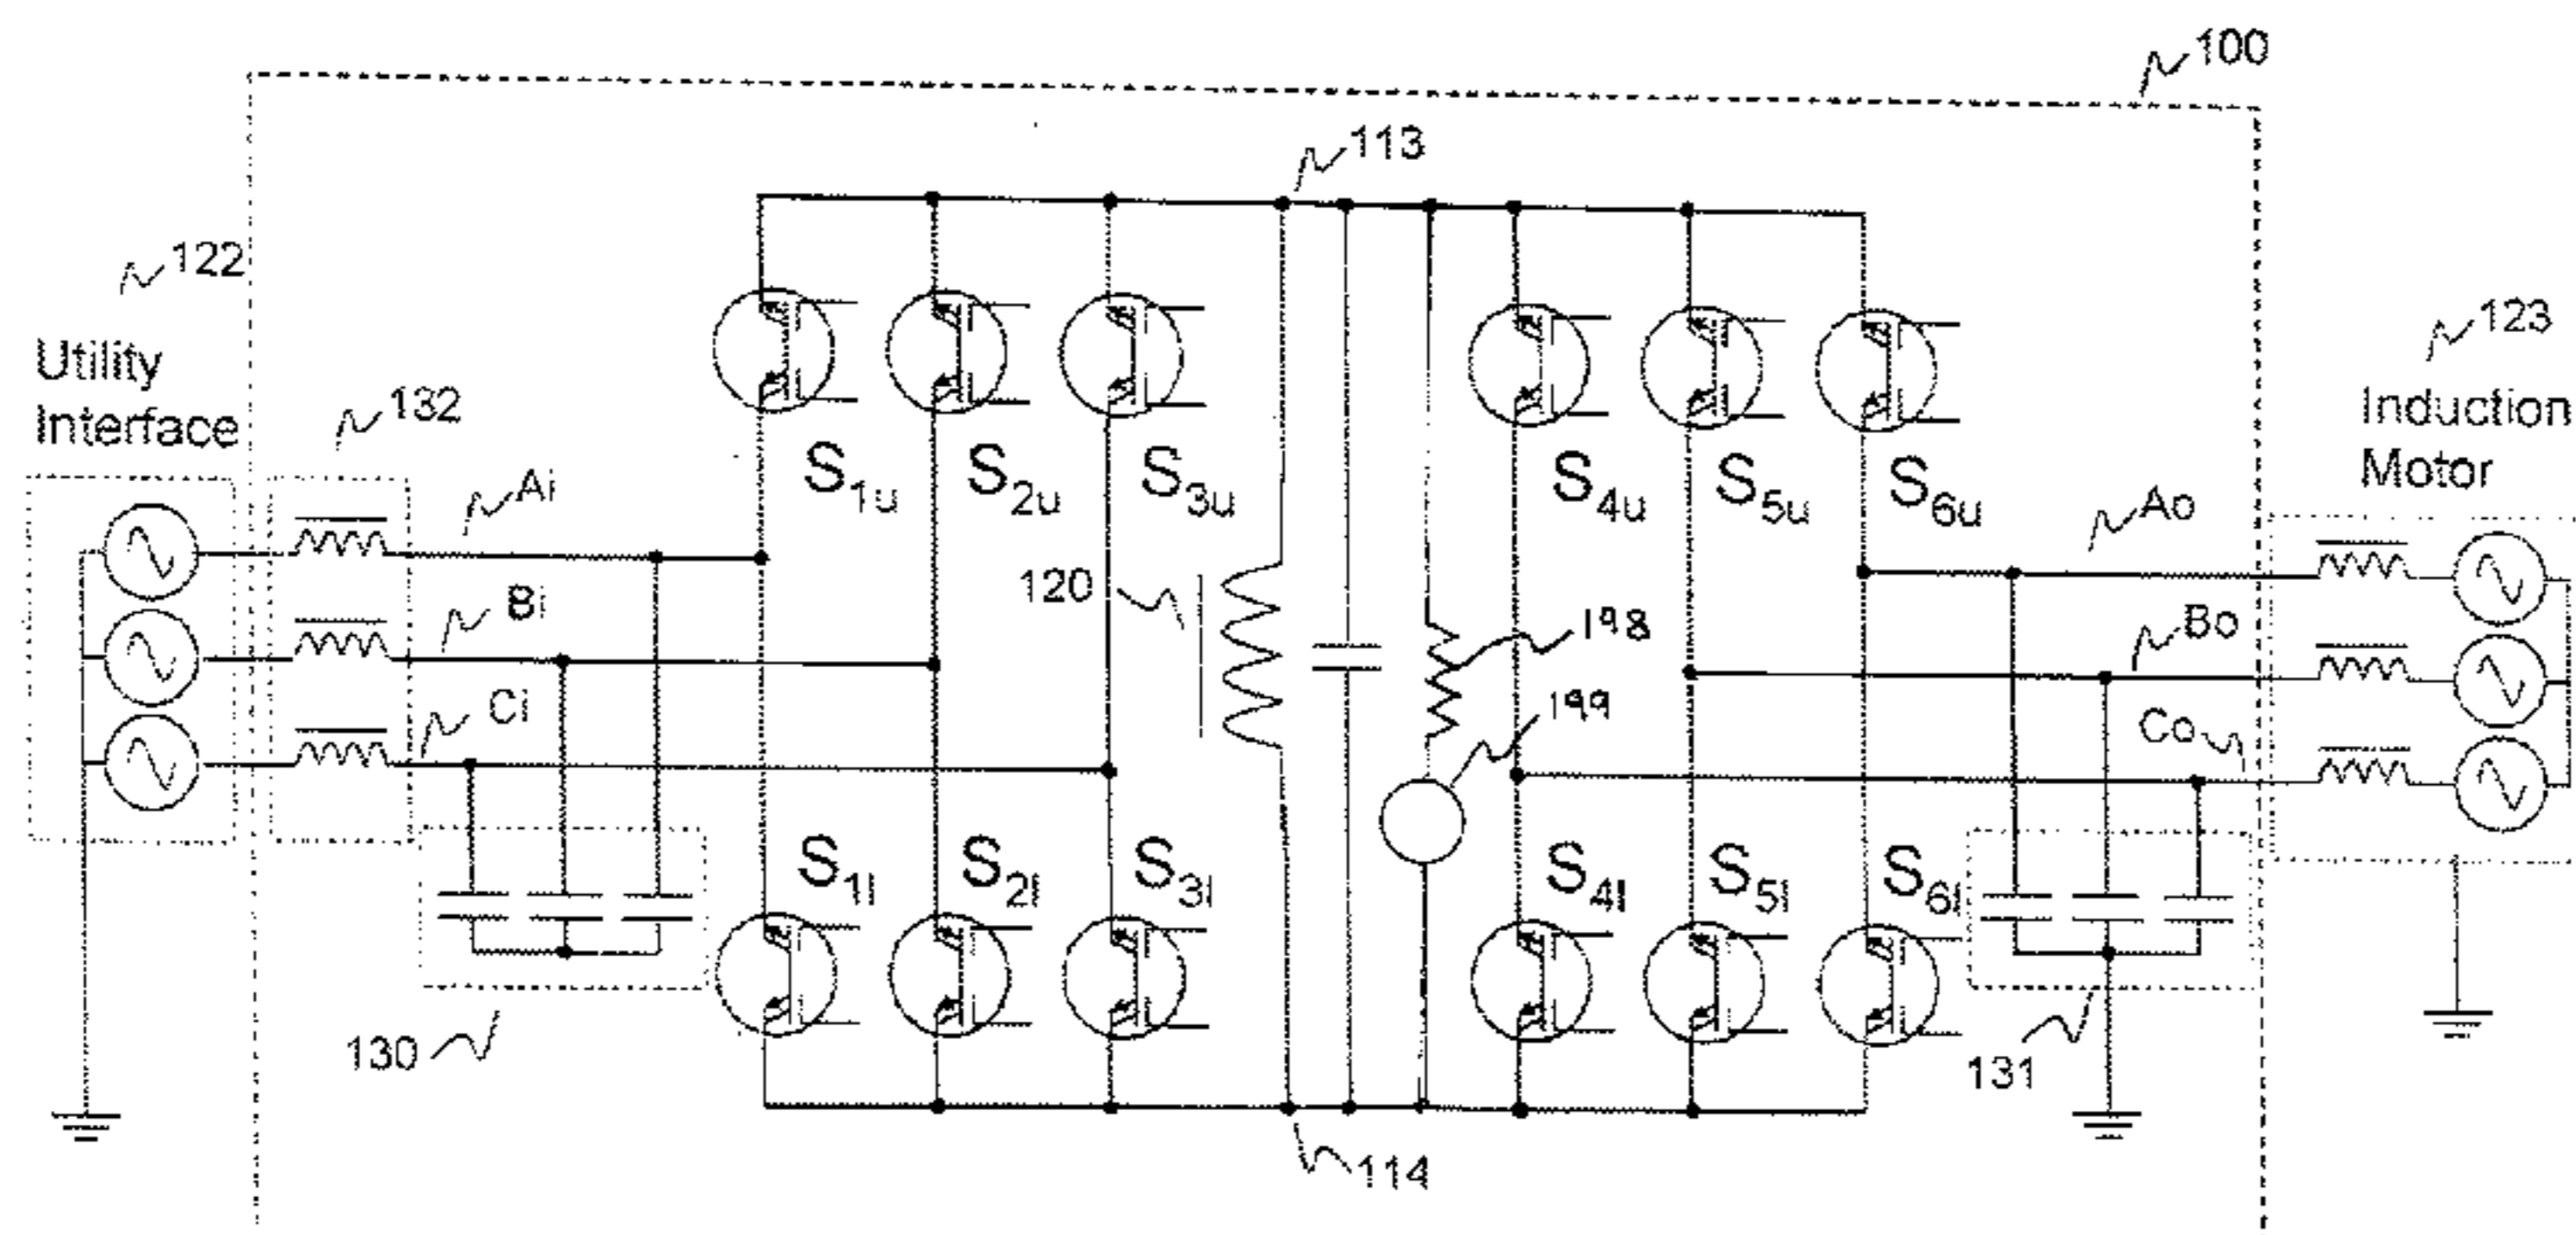 100
113
122
Utility
Interface
132
123
Induction
Motor
S1u
S2u
S3u
S4u
S5u
S6u
Ai
Ao
Bi
120
198
Bo
Ci
199
Co
S1l
S2l
S3l
S4l
S5l
S6l
130
131
114